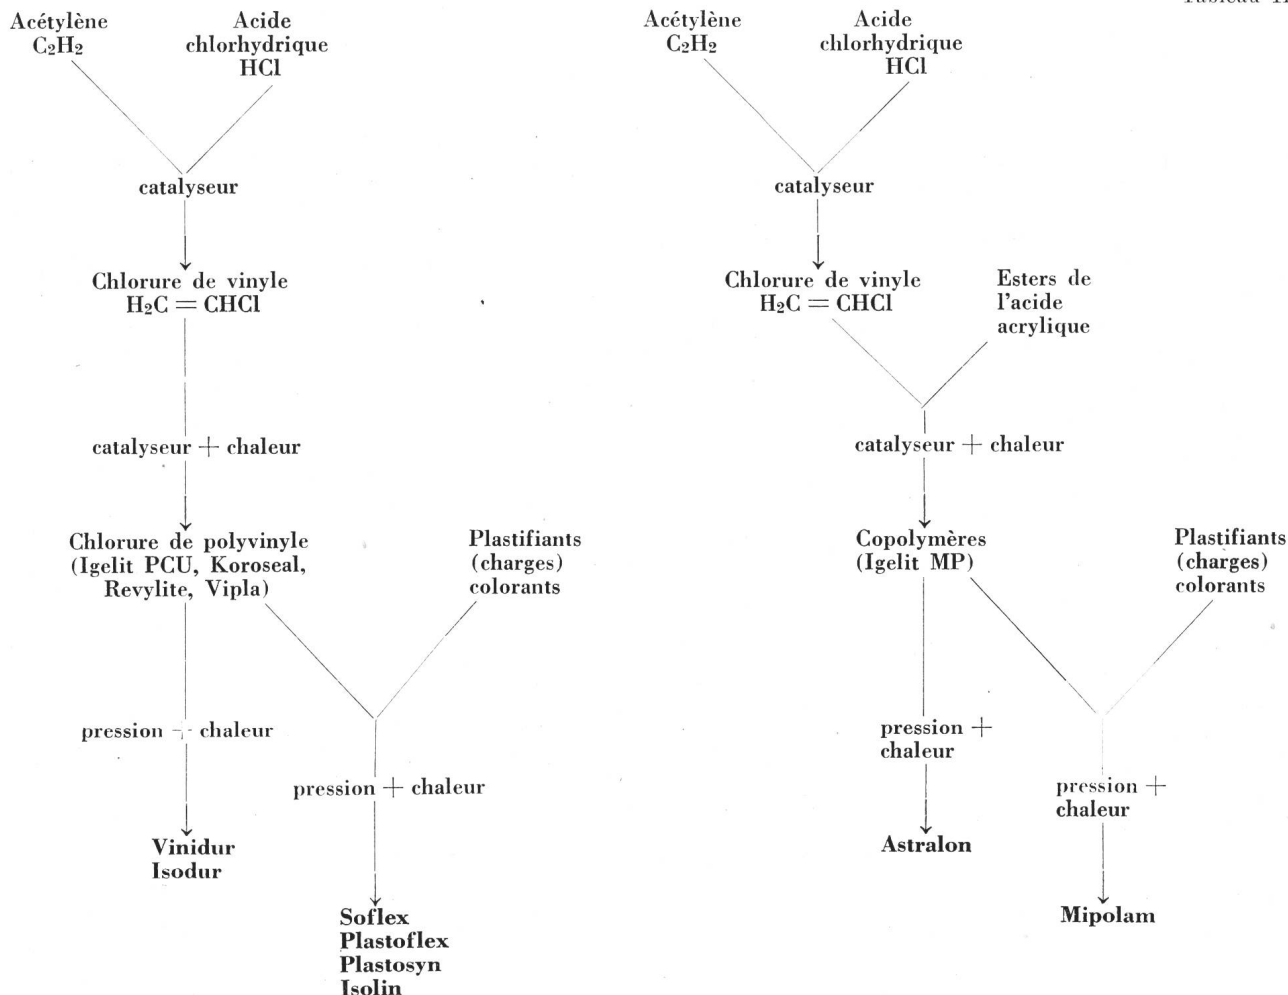 Tableau II
Acétylène
C2H2
Acide
chlorhydrique
HCl
catalyseur
Chlorure de vinyle
H2C = CHCl
catalyseur + chaleur
Chlorure de polyvinyle
(Igelit PCU, Koroseal,
Revylite, Vipla)
Plastifiants
(charges)
colorants
pression + chaleur
pression + chaleur
Vinidur
Isodur
Soflex
Plastoflex
Plastosyn
Isolin
Acétylène
C2H2
Acide
chlorhydrique
HCl
catalyseur
Chlorure de vinyle
H2C = CHCl
Esters de
l'acide
acrylique
catalyseur + chaleur
Copolymères
(Igelit MP)
Plastifiants
(charges)
colorants
pression +
chaleur
pression +
chaleur
Astralon
Mipolam